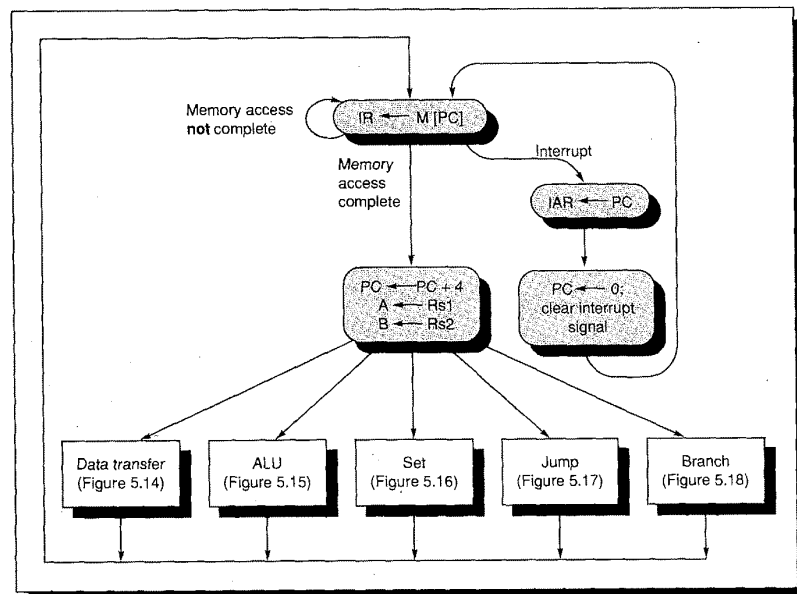 Memory access
not complete
IR ← M [PC]
Interrupt
Memory
access
complete
IAR ← PC
PC ← PC + 4
A ← Rs1
B ← Rs2
PC ← 0;
clear interrupt
signal
Data transfer
(Figure 5.14)
ALU
(Figure 5.15)
Set
(Figure 5.16)
Jump
(Figure 5.17)
Branch
(Figure 5.18)